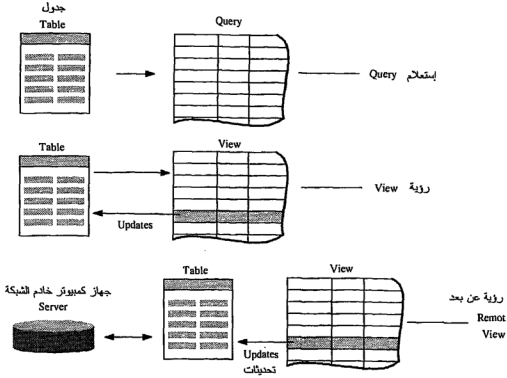 جدول
Table
Query
إستعلام Query
Table
View
رؤية View
Updates
Table
View
جهاز كمبيوتر خادم الشبكة
Server
رؤية عن بعد
Remot
View
Updates
تحديثات